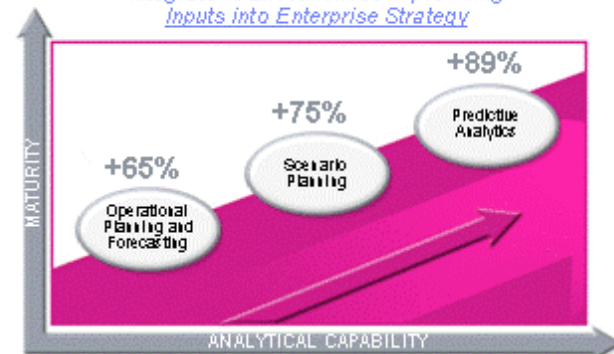 Inputs into Enterprise Strategy
+89%
Predictive
Analytics
+75%
Scenario
Planning
+65%
Operational
Planning and
Forecasting
MATURITY
ANALYTICAL CAPABILITY